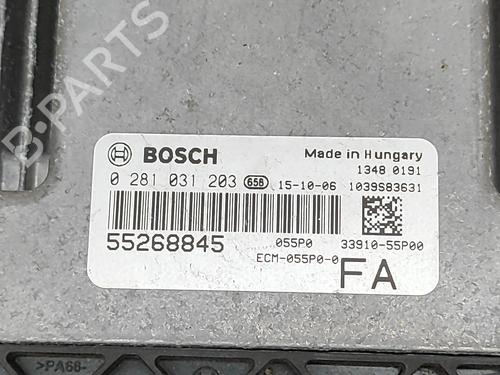 B-PARTS
BOSCH
Made in Hungary
1348 0191
0 281 031 203 658 15-10-06 1039S83631
55268845
055P0
33910-55P00
ECM-055P0-0
FA
>PA66-